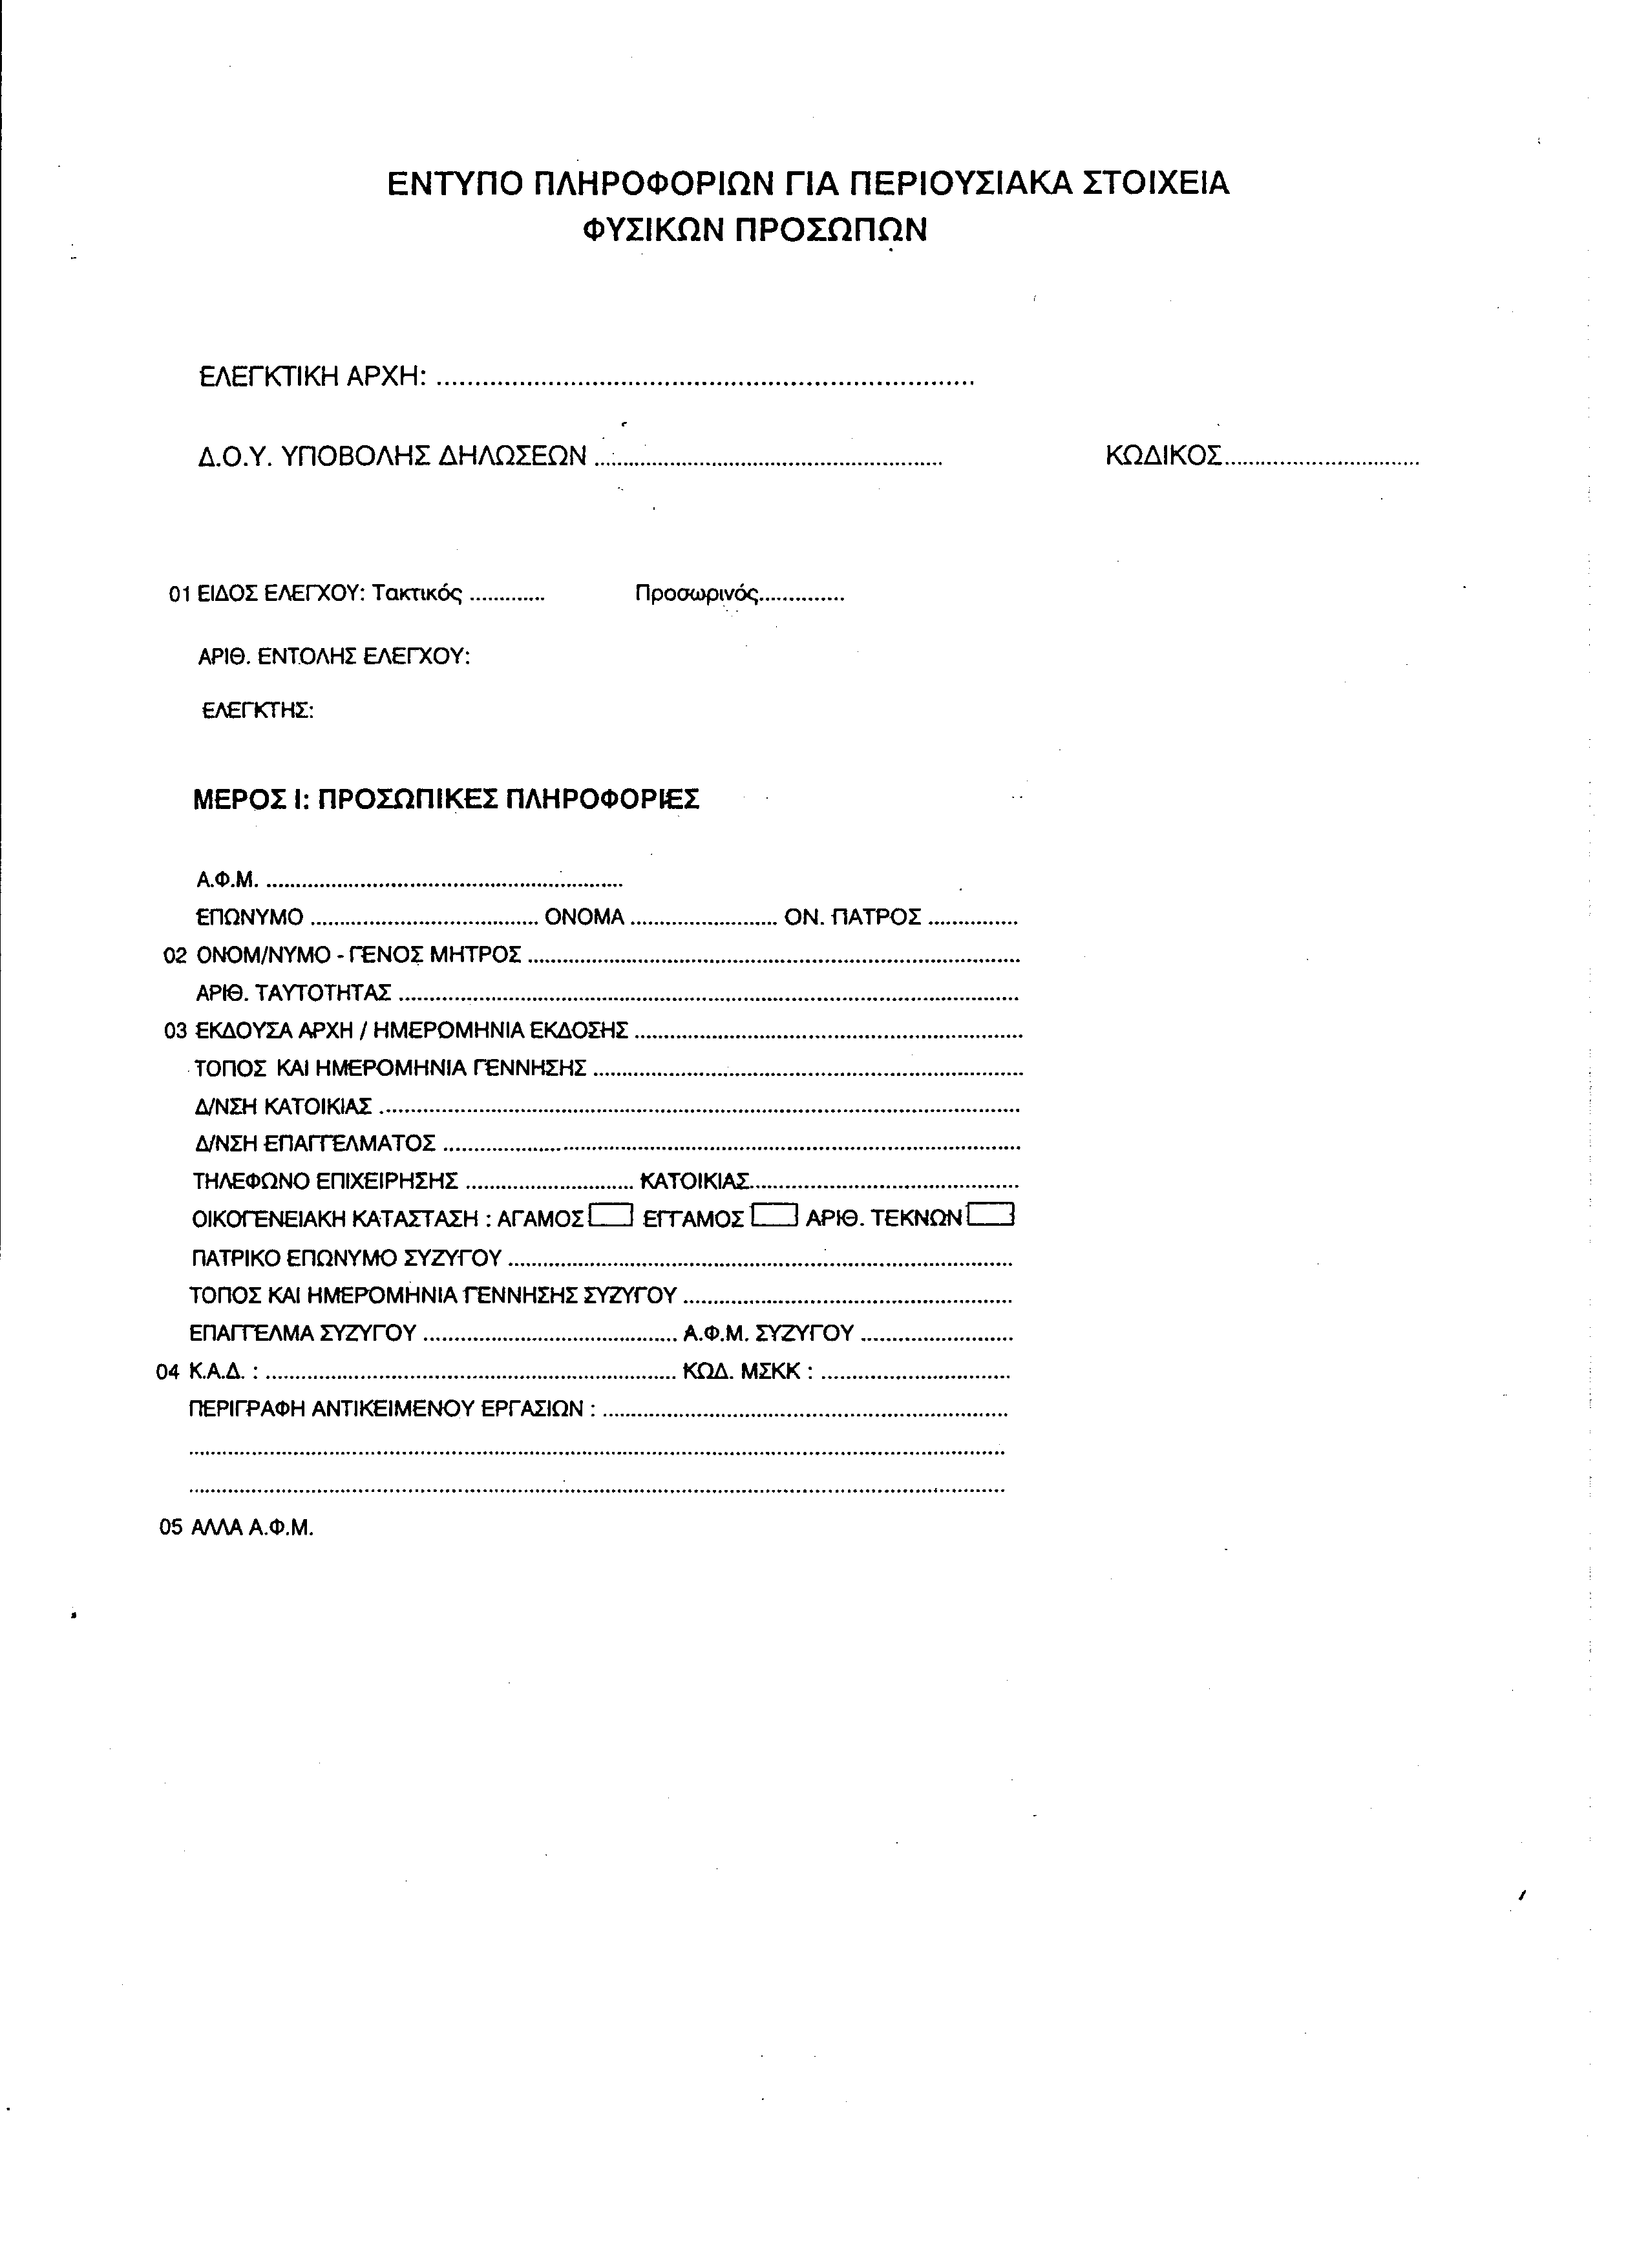 ΕΝΤΥΠΟ ΠΛΗΡΟΦΟΡΙΩΝ ΓΙΑ ΠΕΡΙΟΥΣΙΑΚΑ ΣΤΟΙΧΕΙΑ
ΦΥΣΙΚΩΝ ΠΡΟΣΩΠΩΝ
ΕΛΕΓΚΤΙΚΗ ΑΡΧΗ: ......................................................................
Δ.Ο.Υ. ΥΠΟΒΟΛΗΣ ΔΗΛΩΣΕΩΝ .......................................................... ΚΩΔΙΚΟΣ.................................
01 ΕΙΔΟΣ ΕΛΕΓΧΟΥ: Τακτικός ............. Προσωρινός..............
ΑΡΙΘ. ΕΝΤΟΛΗΣ ΕΛΕΓΧΟΥ:
ΕΛΕΓΚΤΗΣ:
ΜΕΡΟΣ Ι: ΠΡΟΣΩΠΙΚΕΣ ΠΛΗΡΟΦΟΡΙΕΣ
Α.Φ.Μ. ............................................................
ΕΠΩΝΥΜΟ ...................................... ΟΝΟΜΑ ......................... ΟΝ. ΠΑΤΡΟΣ ...............
02 ΟΝΟΜ/ΝΥΜΟ - ΓΕΝΟΣ ΜΗΤΡΟΣ ....................................................................................
ΑΡΙΘ. ΤΑΥΤΟΤΗΤΑΣ ..........................................................................................................
03 ΕΚΔΟΥΣΑ ΑΡΧΗ / ΗΜΕΡΟΜΗΝΙΑ ΕΚΔΟΣΗΣ ..................................................................
ΤΟΠΟΣ ΚΑΙ ΗΜΕΡΟΜΗΝΙΑ ΓΕΝΝΗΣΗΣ .........................................................................
Δ/ΝΣΗ ΚΑΤΟΙΚΙΑΣ .............................................................................................................
Δ/ΝΣΗ ΕΠΑΓΓΕΛΜΑΤΟΣ ..................................................................................................
ΤΗΛΕΦΩΝΟ ΕΠΙΧΕΙΡΗΣΗΣ ............................ ΚΑΤΟΙΚΙΑΣ..............................................
ΟΙΚΟΓΕΝΕΙΑΚΗ ΚΑΤΑΣΤΑΣΗ : ΑΓΑΜΟΣ ΕΓΓΑΜΟΣ ΑΡΙΘ. ΤΕΚΝΩΝ
ΠΑΤΡΙΚΟ ΕΠΩΝΥΜΟ ΣΥΖΥΓΟΥ ......................................................................................
ΤΟΠΟΣ ΚΑΙ ΗΜΕΡΟΜΗΝΙΑ ΓΕΝΝΗΣΗΣ ΣΥΖΥΓΟΥ ........................................................
ΕΠΑΓΓΕΛΜΑ ΣΥΖΥΓΟΥ ........................................... Α.Φ.Μ. ΣΥΖΥΓΟΥ ..........................
04 Κ.Α.Δ. : ...................................................................... ΚΩΔ. ΜΣΚΚ : ................................
ΠΕΡΙΓΡΑΦΗ ΑΝΤΙΚΕΙΜΕΝΟΥ ΕΡΓΑΣΙΩΝ : .....................................................................
...........................................................................................................................................
...........................................................................................................................................
05 ΑΛΛΑ Α.Φ.Μ.